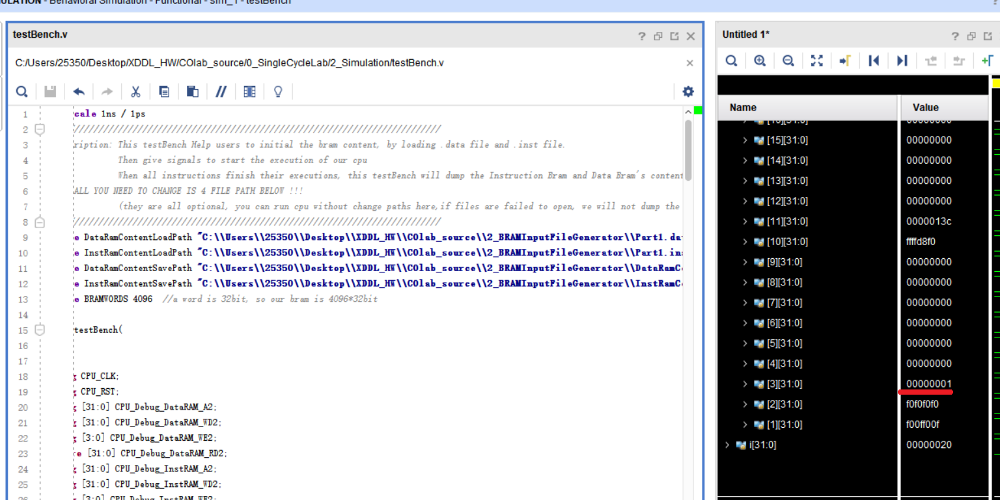 ULATION - Behavioral Simulation - Functional - sim_1 - testBench
testBench.v
C:/Users/25350/Desktop/XDDL_HW/COlab_source/0_SingleCycleLab/2_Simulation/testBench.v
1 cale 1ns / 1ps
2 ////////////////////////////////////////////////////////////////////////////////
3 ription: This testBench Help users to initial the bram content, by loading .data file and .inst file.
4 Then give signals to start the execution of our cpu
5 When all instructions finish their executions, this testBench will dump the Instruction Bram and Data Bram's content
6 ALL YOU NEED TO CHANGE IS 4 FILE PATH BELOW !!!
7 (they are all optional, you can run cpu without change paths here,if files are failed to open, we will not dump the
8 ////////////////////////////////////////////////////////////////////////////////
9 e DataRamContentLoadPath "C:\\Users\\25350\\Desktop\\XDDL_HW\\COlab_source\\2_BRAMInputFileGenerator\\Part1.da
10 e InstRamContentLoadPath "C:\\Users\\25350\\Desktop\\XDDL_HW\\COlab_source\\2_BRAMInputFileGenerator\\Part1.in
11 e DataRamContentSavePath "C:\\Users\\25350\\Desktop\\XDDL_HW\\COlab_source\\2_BRAMInputFileGenerator\\DataRamC
12 e InstRamContentSavePath "C:\\Users\\25350\\Desktop\\XDDL_HW\\COlab_source\\2_BRAMInputFileGenerator\\InstRamC
13 e BRAMWORDS 4096 //a word is 32bit, so our bram is 4096*32bit
14
15 testBench(
16
17
18 CPU_CLK;
19 CPU_RST;
20 [31:0] CPU_Debug_DataRAM_A2;
21 [31:0] CPU_Debug_DataRAM_WD2;
22 [3:0] CPU_Debug_DataRAM_WE2;
23 e [31:0] CPU_Debug_DataRAM_RD2;
24 [31:0] CPU_Debug_InstRAM_A2;
25 [31:0] CPU_Debug_InstRAM_WD2;
26 [3:0] CPU_Debug_InstRAM_WE2;
Untitled 1*
Name Value
[16][31:0] 00000000
[15][31:0] 00000000
[14][31:0] 00000000
[13][31:0] 00000000
[12][31:0] 00000000
[11][31:0] 0000013c
[10][31:0] ffffd8f0
[9][31:0] 00000000
[8][31:0] 00000000
[7][31:0] 00000000
[6][31:0] 00000000
[5][31:0] 00000000
[4][31:0] 00000000
[3][31:0] 00000001
[2][31:0] f0f0f0f0
[1][31:0] f00ff00f
i[31:0] 00000020